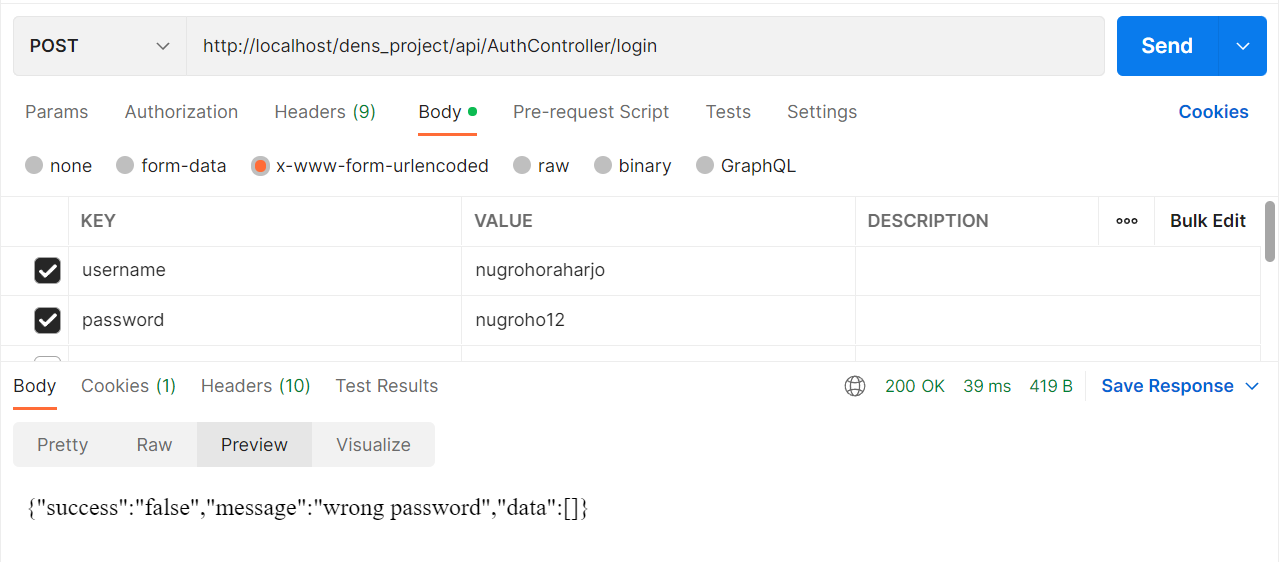 POST http://localhost/dens_project/api/AuthController/login Send
Params Authorization Headers (9) Body Pre-request Script Tests Settings Cookies
none form-data x-www-form-urlencoded raw binary GraphQL
KEY VALUE DESCRIPTION ooo Bulk Edit
username nugrohoraharjo
password nugroho12
Body Cookies (1) Headers (10) Test Results 200 OK 39 ms 419 B Save Response
Pretty Raw Preview Visualize
{"success":"false","message":"wrong password","data":[]}